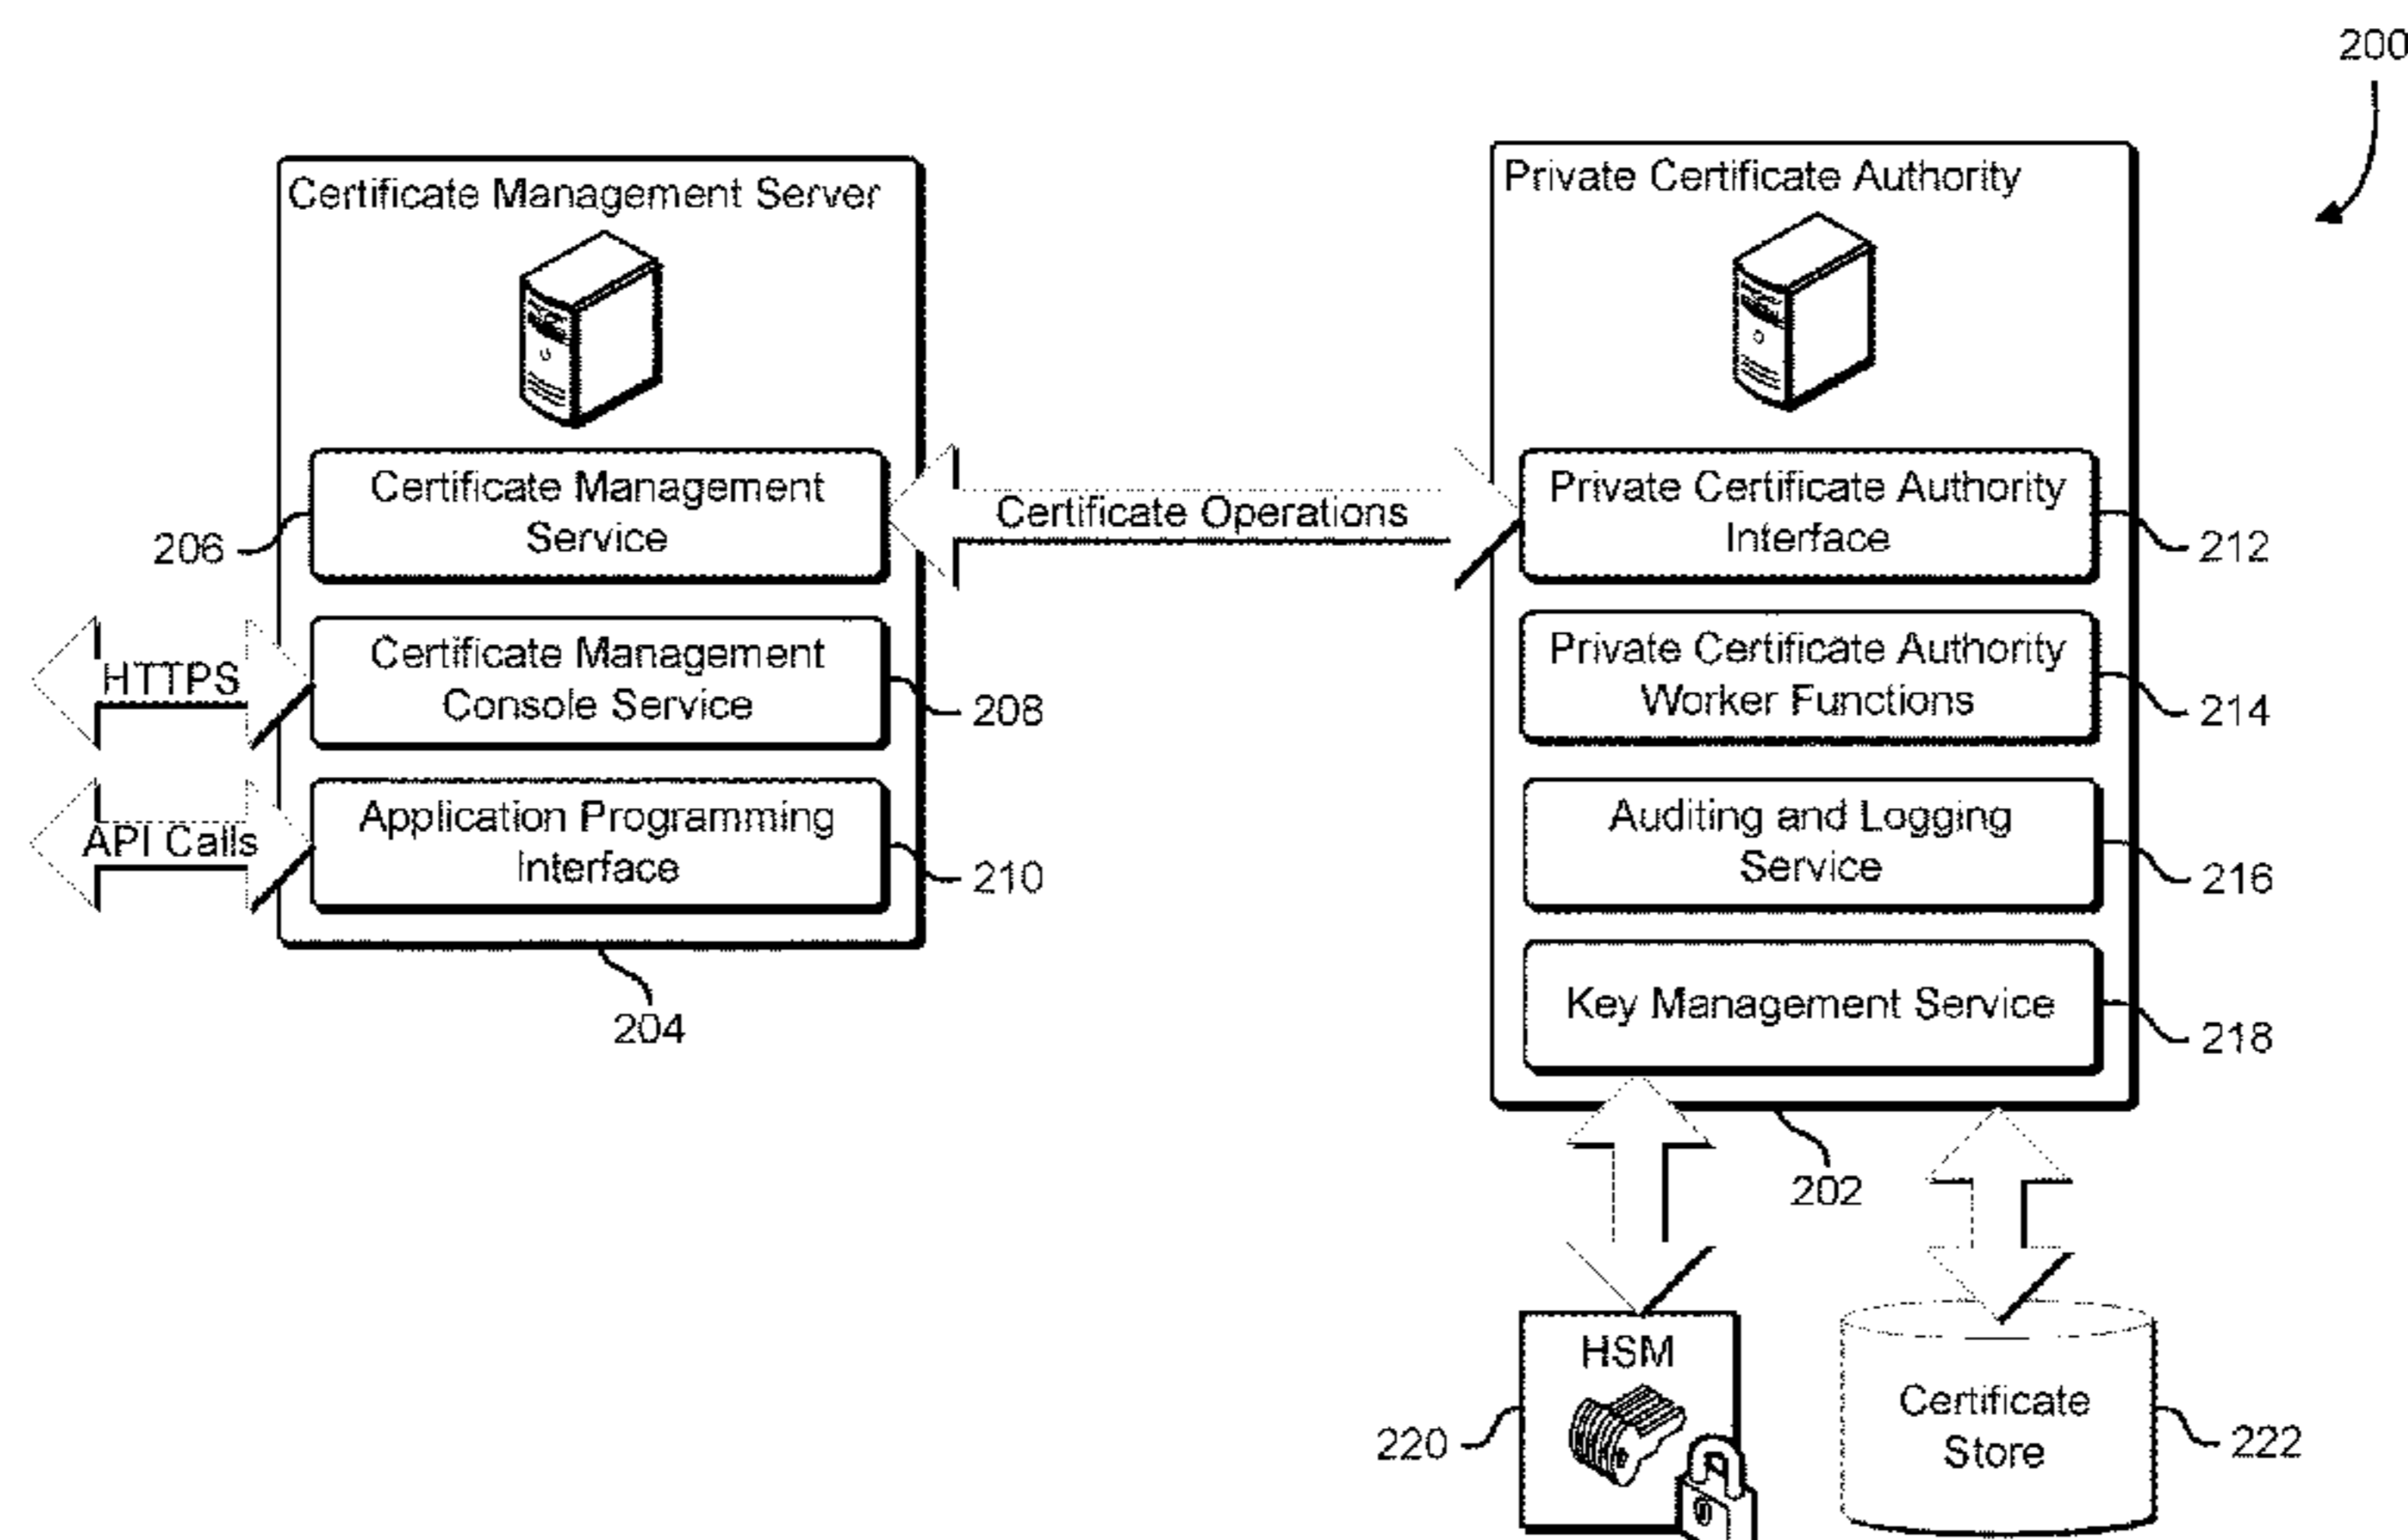 200
Certificate Management Server
Private Certificate Authority
Certificate Management
Service
206
Certificate Operations
Private Certificate Authority
Interface
212
HTTPS
Certificate Management
Console Service
208
Private Certificate Authority
Worker Functions
214
API Calls
Application Programming
Interface
210
Auditing and Logging
Service
216
204
Key Management Service
218
202
HSM
220
Certificate
Store
222